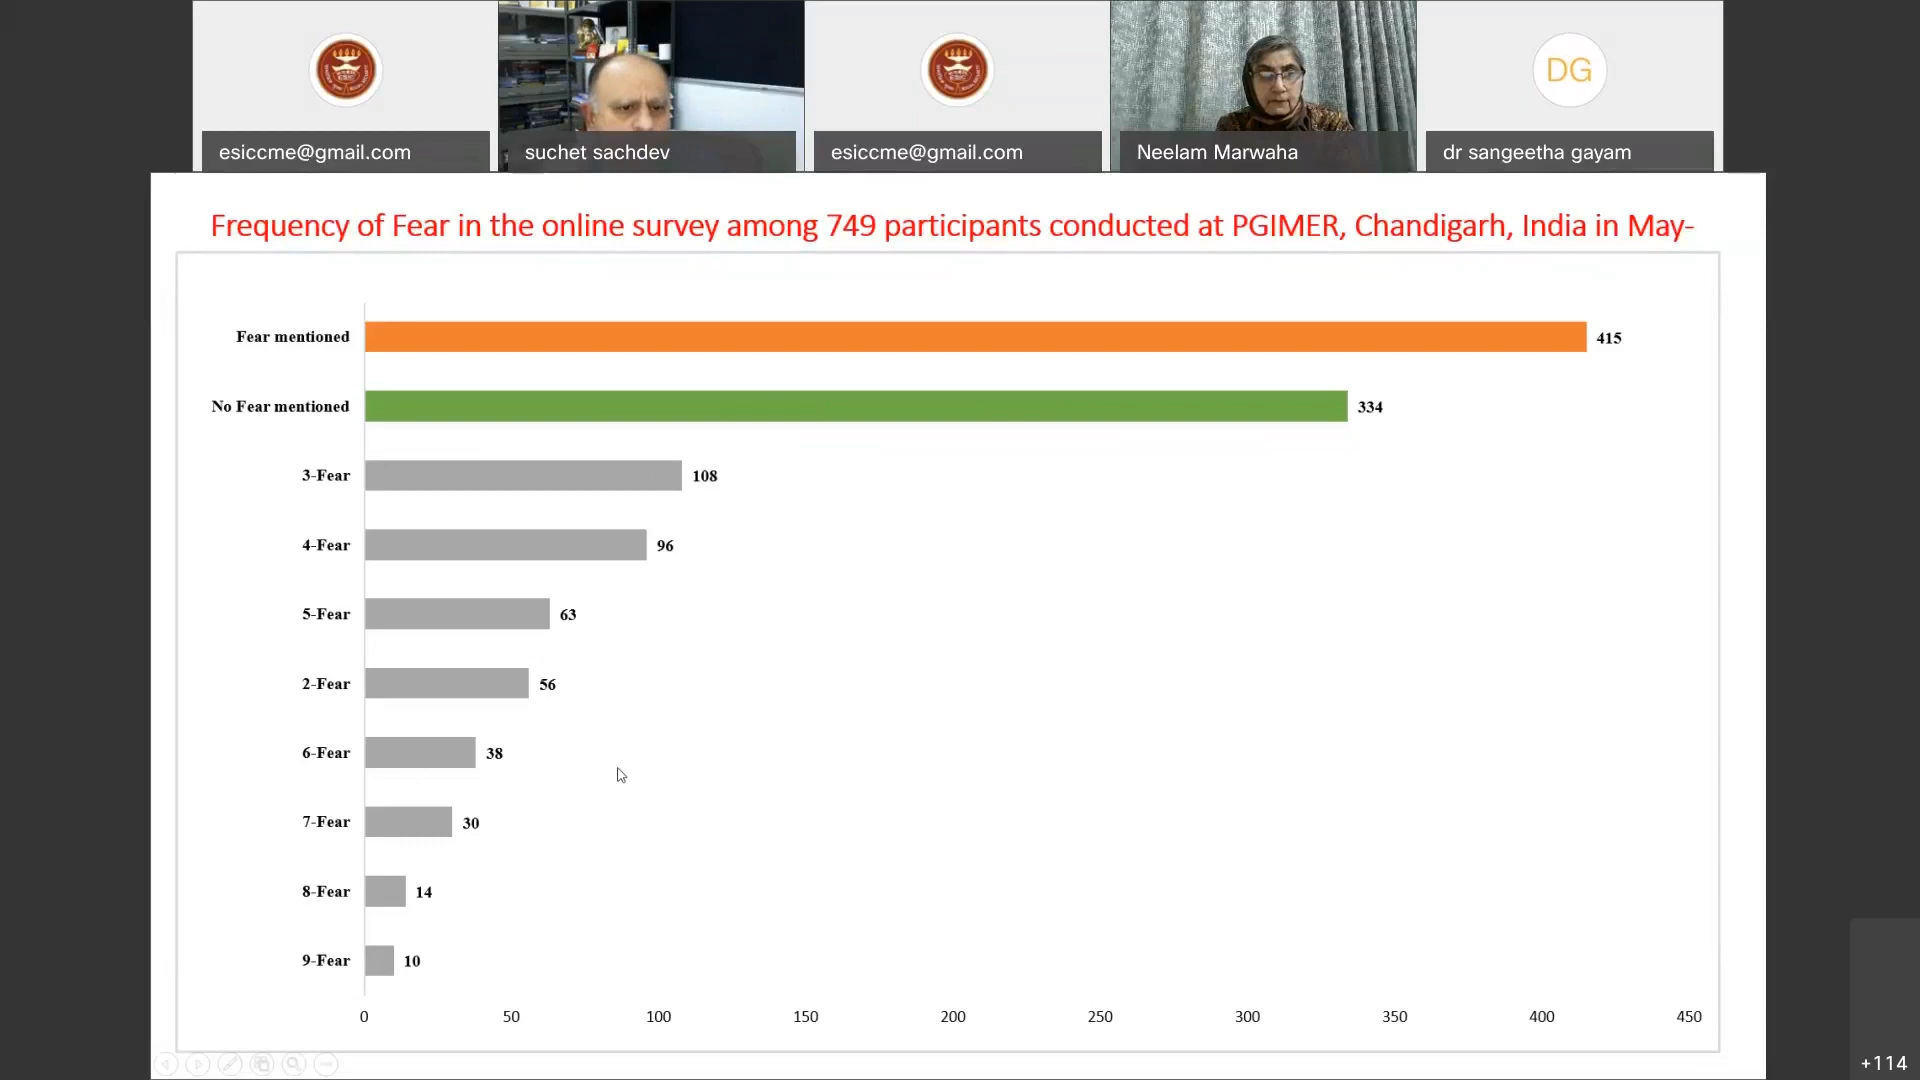 esiccme@gmail.com
suchet sachdev
esiccme@gmail.com
Neelam Marwaha
DG
dr sangeetha gayam
Frequency of Fear in the online survey among 749 participants conducted at PGIMER, Chandigarh, India in May-
Fear mentioned
415
No Fear mentioned
334
3-Fear
108
4-Fear
96
5-Fear
63
2-Fear
56
6-Fear
38
7-Fear
30
8-Fear
14
9-Fear
10
0 50 100 150 200 250 300 350 400 450
+114